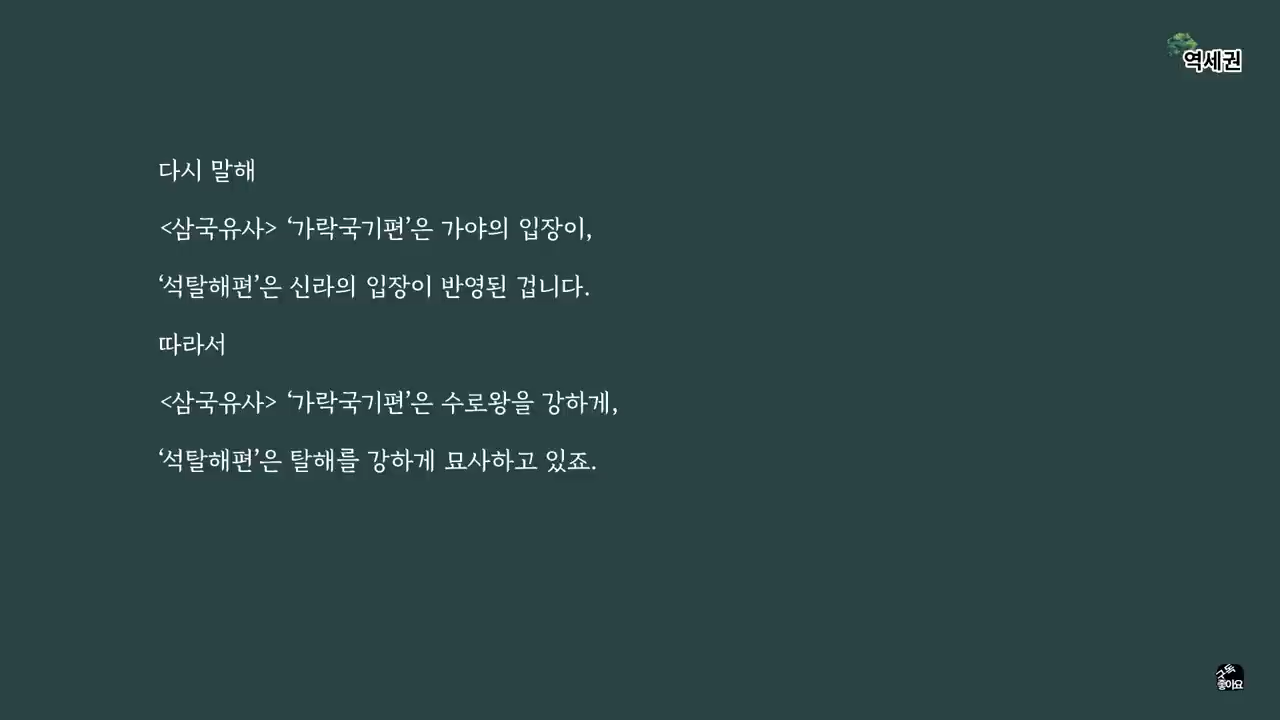 역세권
다시 말해
<삼국유사> ‘가락국기편’은 가야의 입장이,
‘석탈해편’은 신라의 입장이 반영된 겁니다.
따라서
<삼국유사> ‘가락국기편’은 수로왕을 강하게,
‘석탈해편’은 탈해를 강하게 묘사하고 있죠.
구독
좋아요